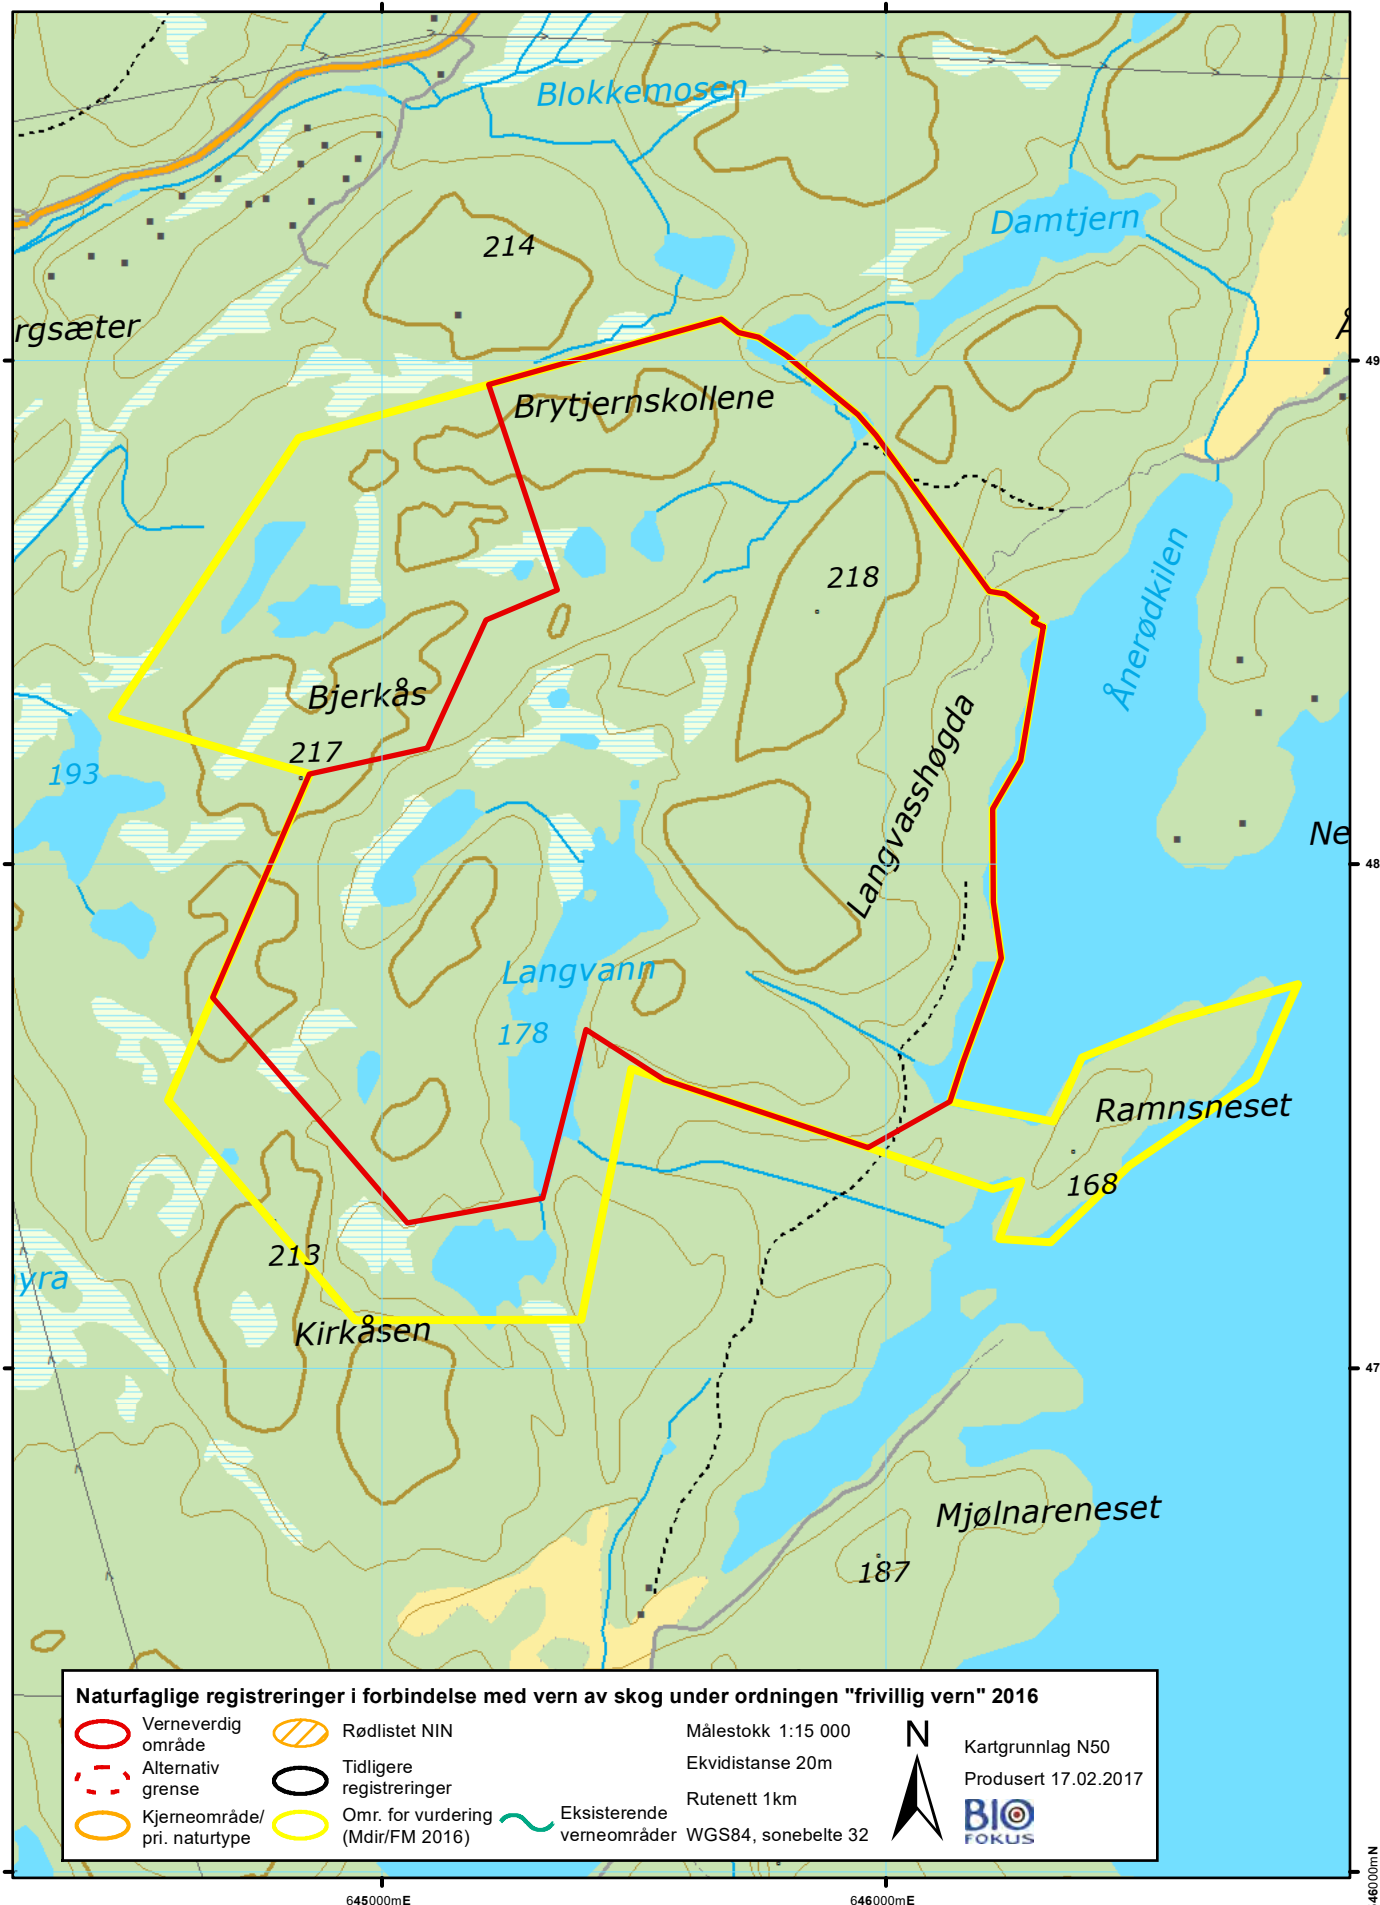 Blokkemosen
Damtjern
214
rgsæter
Å
49
Brytjernskollene
218
Ånerødkilen
Bjerkås
217
193
Langvasshøgda
Ne
48
Langvann
178
Ramnsneset
168
213
yra
Kirkåsen
47
Mjølnareneset
187
Naturfaglige registreringer i forbindelse med vern av skog under ordningen "frivillig vern" 2016
Verneverdig
område
Alternativ
grense
Kjerneområde/
pri. naturtype
Rødlistet NIN
Tidligere
registreringer
Omr. for vurdering
(Mdir/FM 2016)
Eksisterende
verneområder
Målestokk 1:15 000
Ekvidistanse 20m
Rutenett 1km
WGS84, sonebelte 32
N
Kartgrunnlag N50
Produsert 17.02.2017
BIO
FOKUS
645000mE
646000mE
46000mN